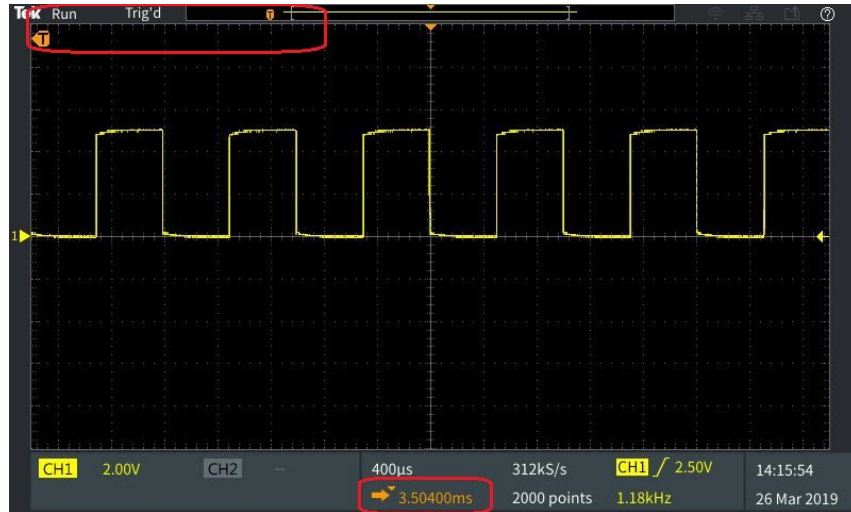 Tek Run Trig'd T ?
T
1
CH1 2.00V CH2 -- 400µs 312kS/s CH1 2.50V 14:15:54
3.50400ms 2000 points 1.18kHz 26 Mar 2019